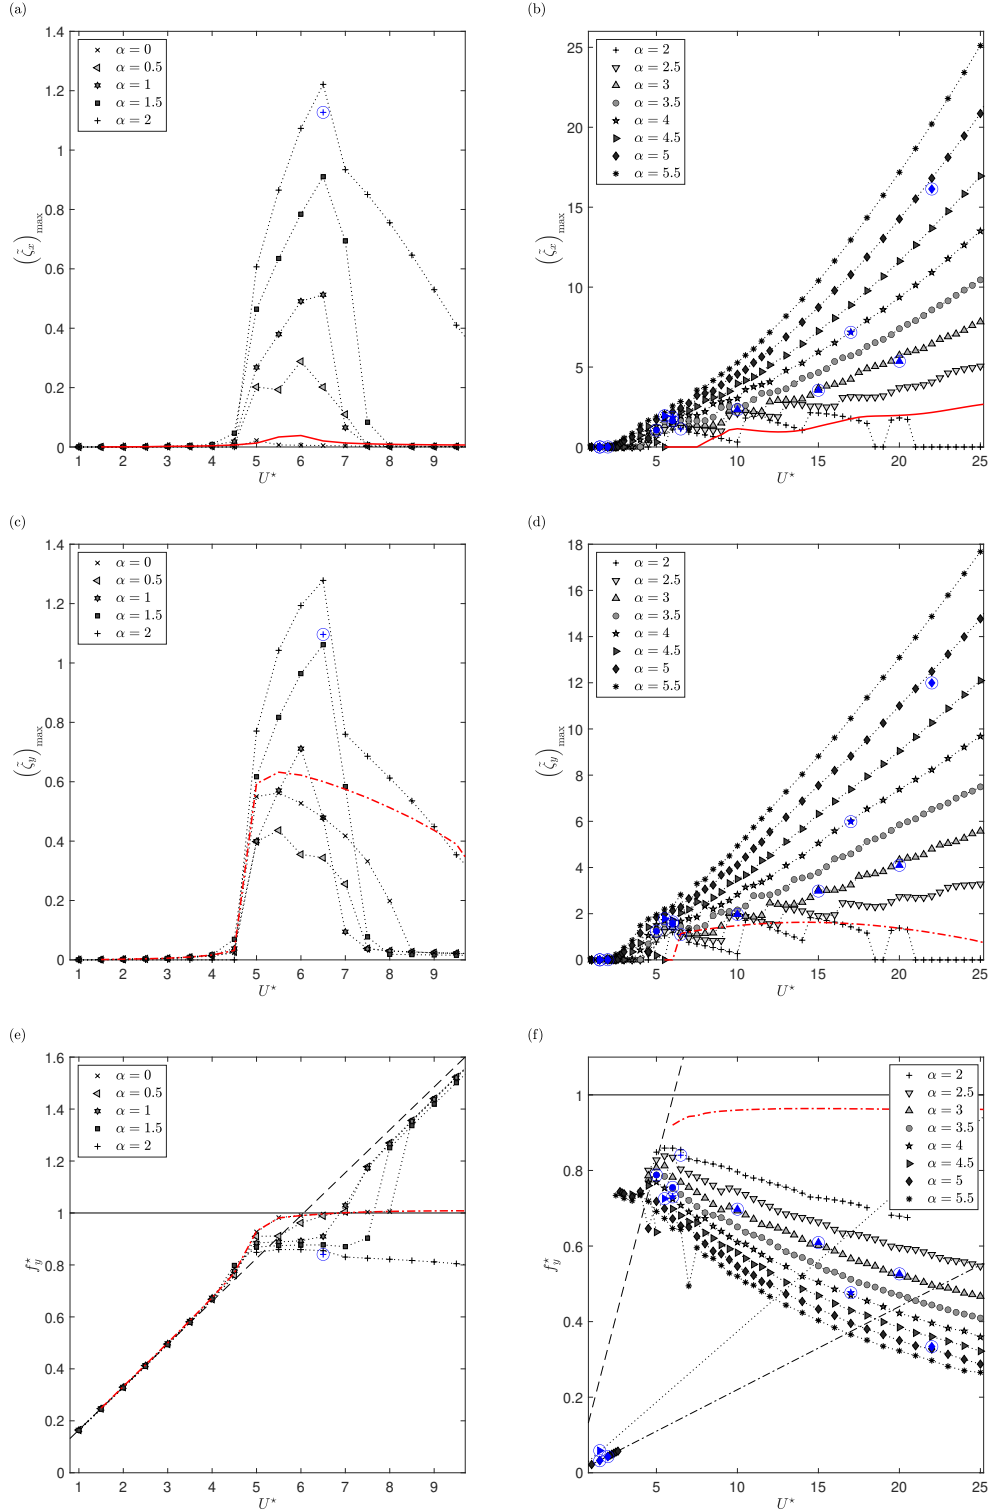 (a)
1.4
1.2
1
0.8
0.6
0.4
0.2
0
1 2 3 4 5 6 7 8 9
U⋆
(ζ̃x)max
α = 0
α = 0.5
α = 1
α = 1.5
α = 2
(b)
25
20
15
10
5
0
5 10 15 20 25
U⋆
(ζ̃x)max
α = 2
α = 2.5
α = 3
α = 3.5
α = 4
α = 4.5
α = 5
α = 5.5
(c)
1.4
1.2
1
0.8
0.6
0.4
0.2
0
1 2 3 4 5 6 7 8 9
U⋆
(ζ̃y)max
α = 0
α = 0.5
α = 1
α = 1.5
α = 2
(d)
18
16
14
12
10
8
6
4
2
0
5 10 15 20 25
U⋆
(ζ̃y)max
α = 2
α = 2.5
α = 3
α = 3.5
α = 4
α = 4.5
α = 5
α = 5.5
(e)
1.6
1.4
1.2
1
0.8
0.6
0.4
0.2
0
1 2 3 4 5 6 7 8 9
U⋆
f⋆y
α = 0
α = 0.5
α = 1
α = 1.5
α = 2
(f)
1
0.8
0.6
0.4
0.2
0
5 10 15 20 25
U⋆
f⋆y
α = 2
α = 2.5
α = 3
α = 3.5
α = 4
α = 4.5
α = 5
α = 5.5